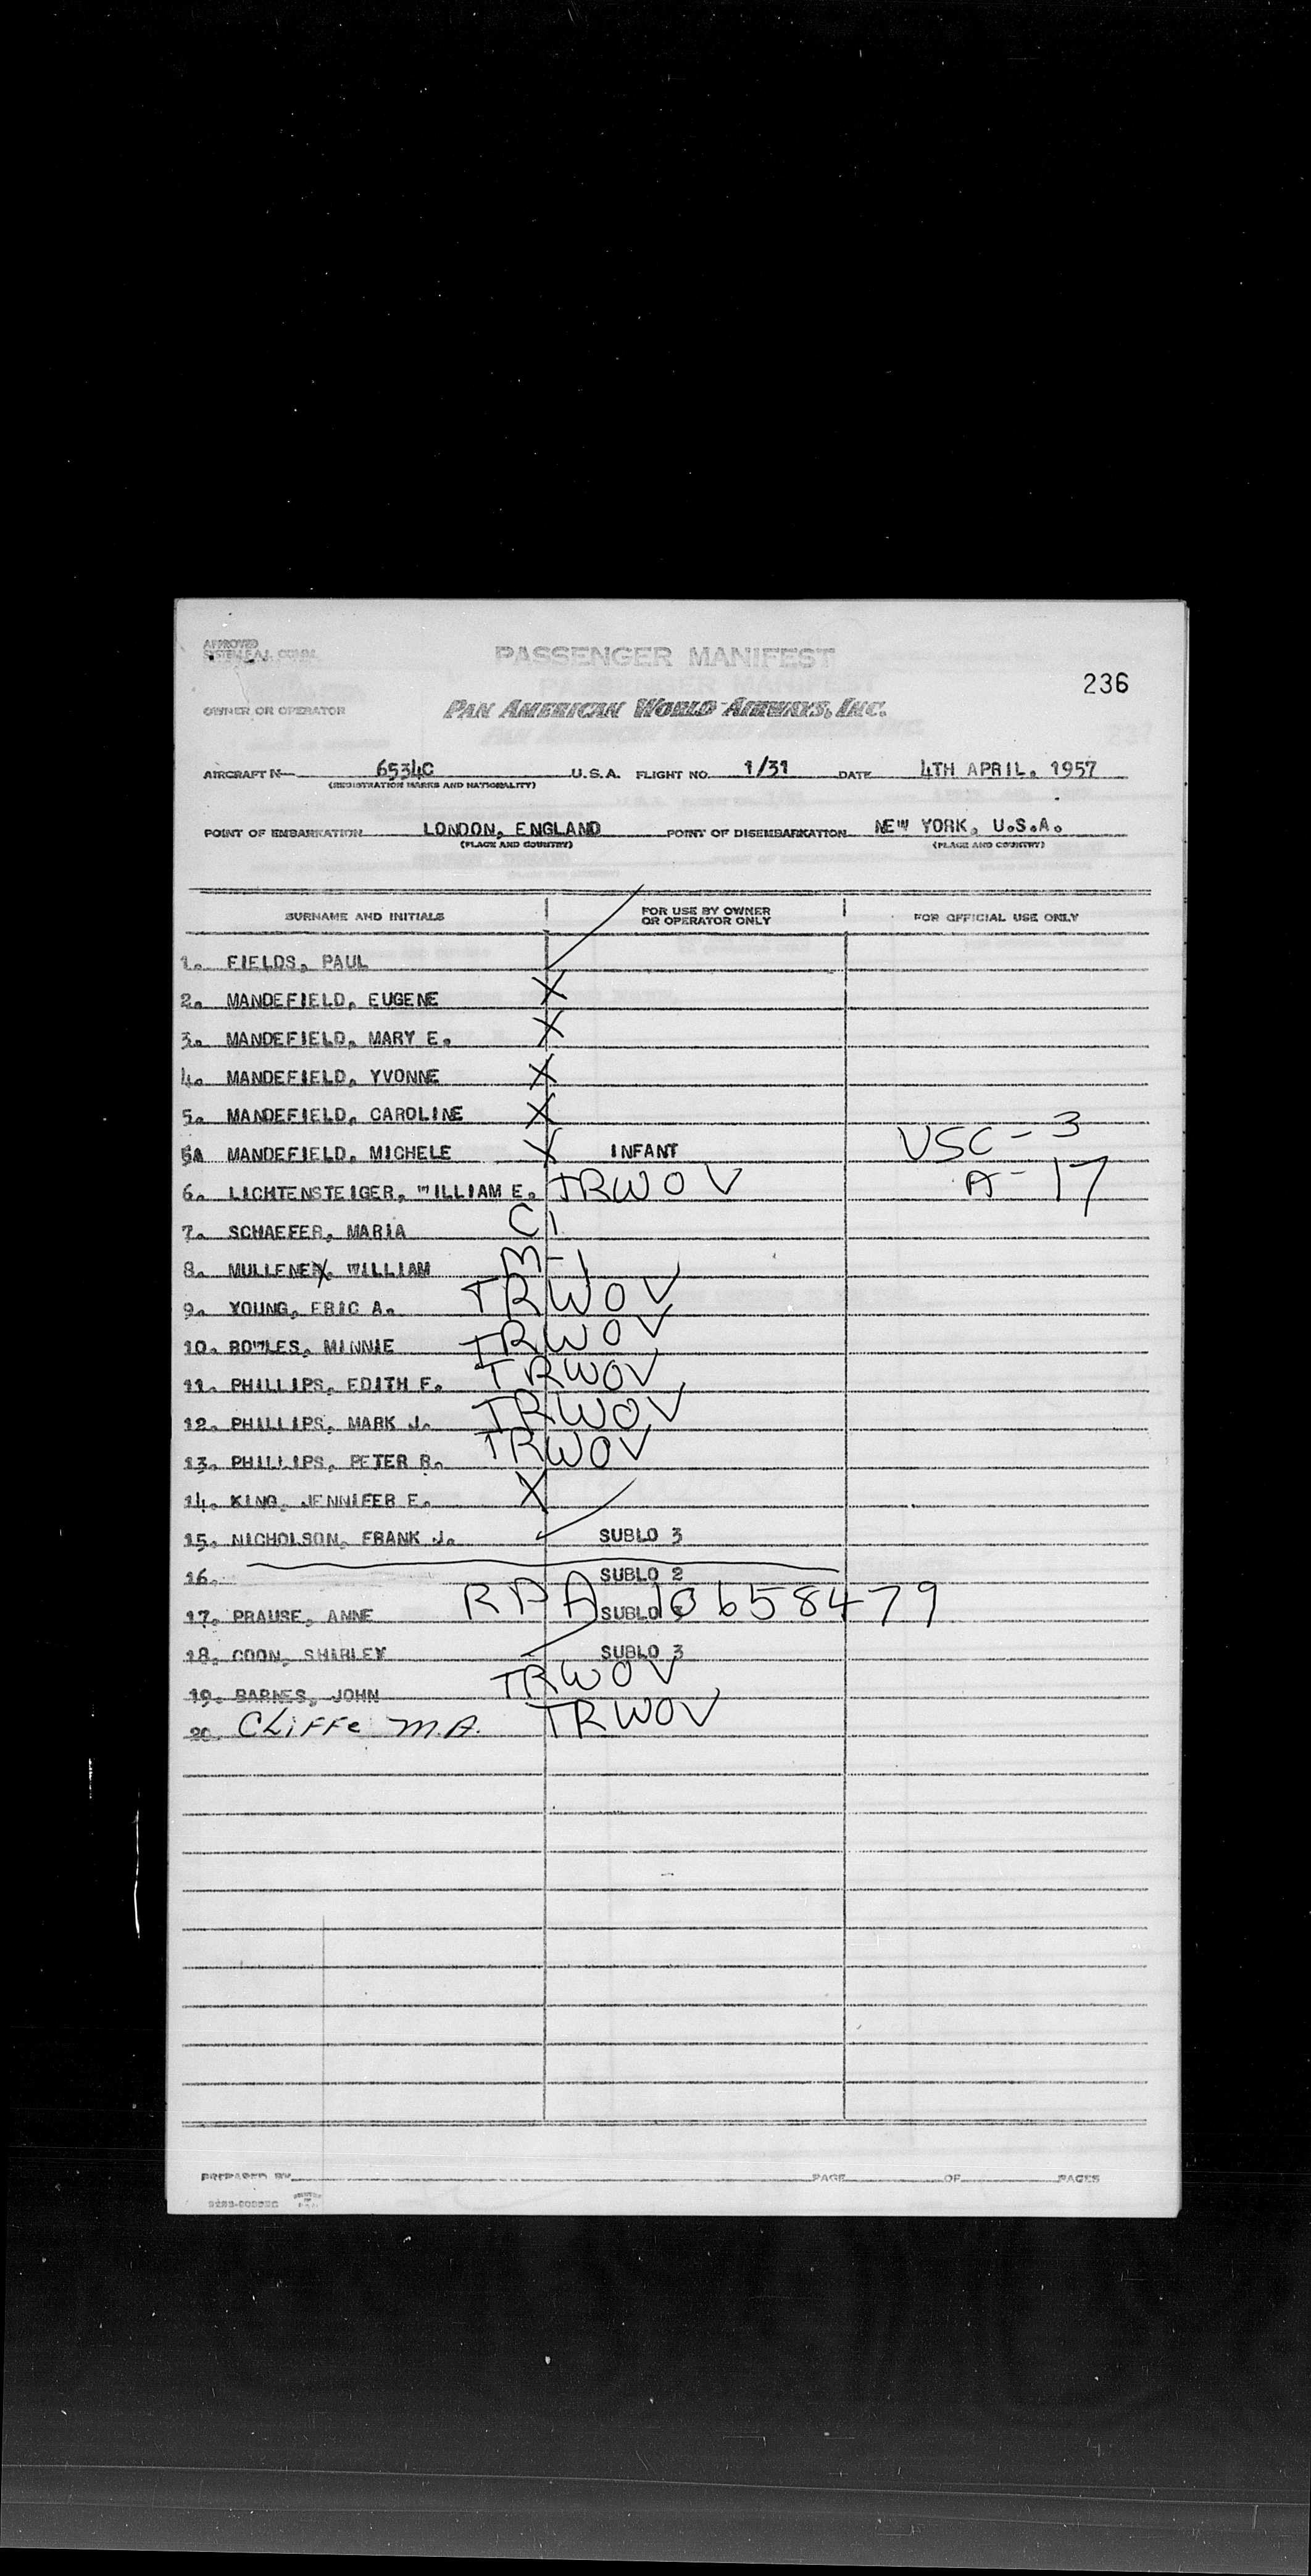 APPROVED
PASSENGER MANIFEST
236
OWNER OR OPERATOR PAN AMERICAN WORLD AIRWAYS, INC.
AIRCRAFT N 6534C U.S.A. FLIGHT NO. 1/31 DATE 4TH APRIL, 1957
(REGISTRATION MARKS AND NATIONALITY)
POINT OF EMBARKATION LONDON, ENGLAND POINT OF DISEMBARKATION NEW YORK, U.S.A.
(PLACE AND COUNTRY) (PLACE AND COUNTRY)
SURNAME AND INITIALS FOR USE BY OWNER OR OPERATOR ONLY FOR OFFICIAL USE ONLY
1. FIELDS, PAUL
2. MANDEFIELD, EUGENE X
3. MANDEFIELD, MARY E. X
4. MANDEFIELD, YVONNE X
5. MANDEFIELD, CAROLINE X
5A MANDEFIELD, MICHELE X INFANT USC - 3
6. LICHTENSTEIGER, WILLIAM E. TRWOV A - 17
7. SCHAEFER, MARIA C 1
8. MULLENEX, WILLIAM M-1
9. YOUNG, ERIC A. TRWOV
10. BOWLES, MINNIE TRWOV
11. PHILLIPS, EDITH F. TRWOV
12. PHILLIPS, MARK J. TRWOV
13. PHILLIPS, PETER B. TRWOV
14. KING, JENNIFER E. X
15. NICHOLSON, FRANK J. SUBLO 3
16. SUBLO 2
17. PRAUSE, ANNE RPA 10658479 SUBLO
18. COON, SHIRLEY SUBLO 3
19. BARNES, JOHN TRWOV
20. Cliffe M.A. TRWOV
PREPARED BY PAGE OF PAGES